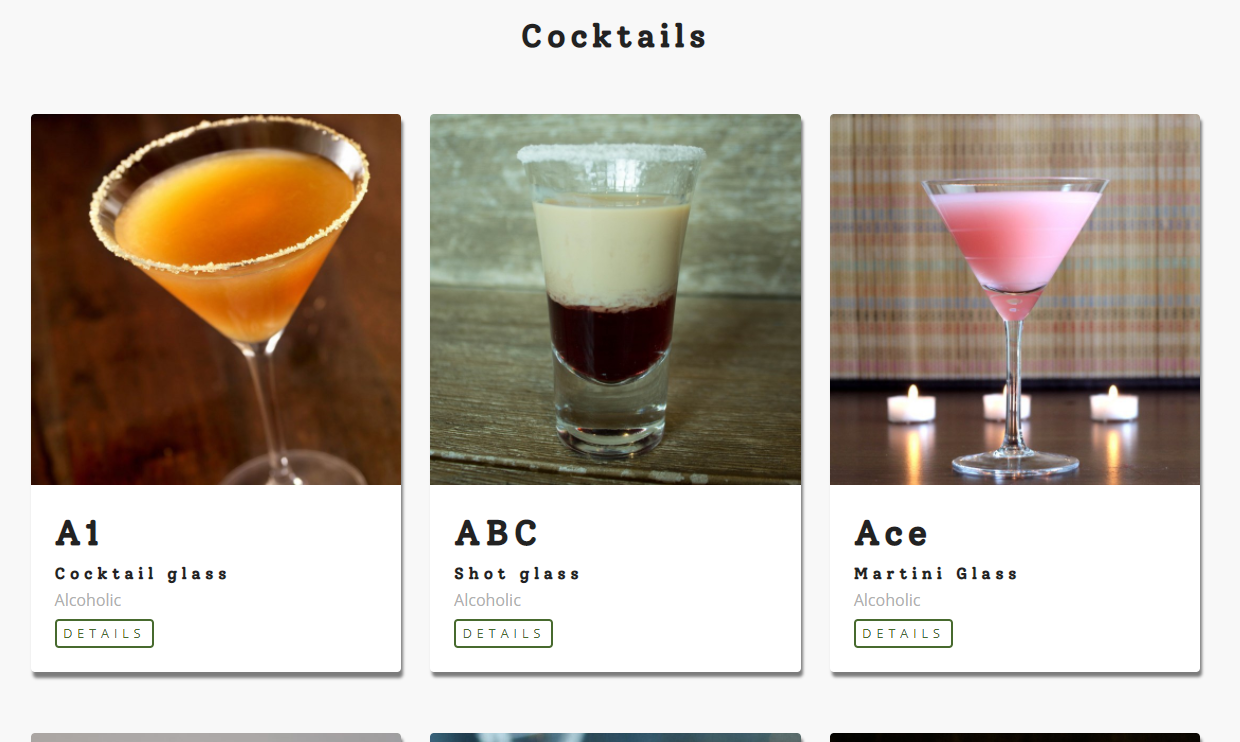 Cocktails
A1
Cocktail glass
Alcoholic
DETAILS
ABC
Shot glass
Alcoholic
DETAILS
Ace
Martini Glass
Alcoholic
DETAILS